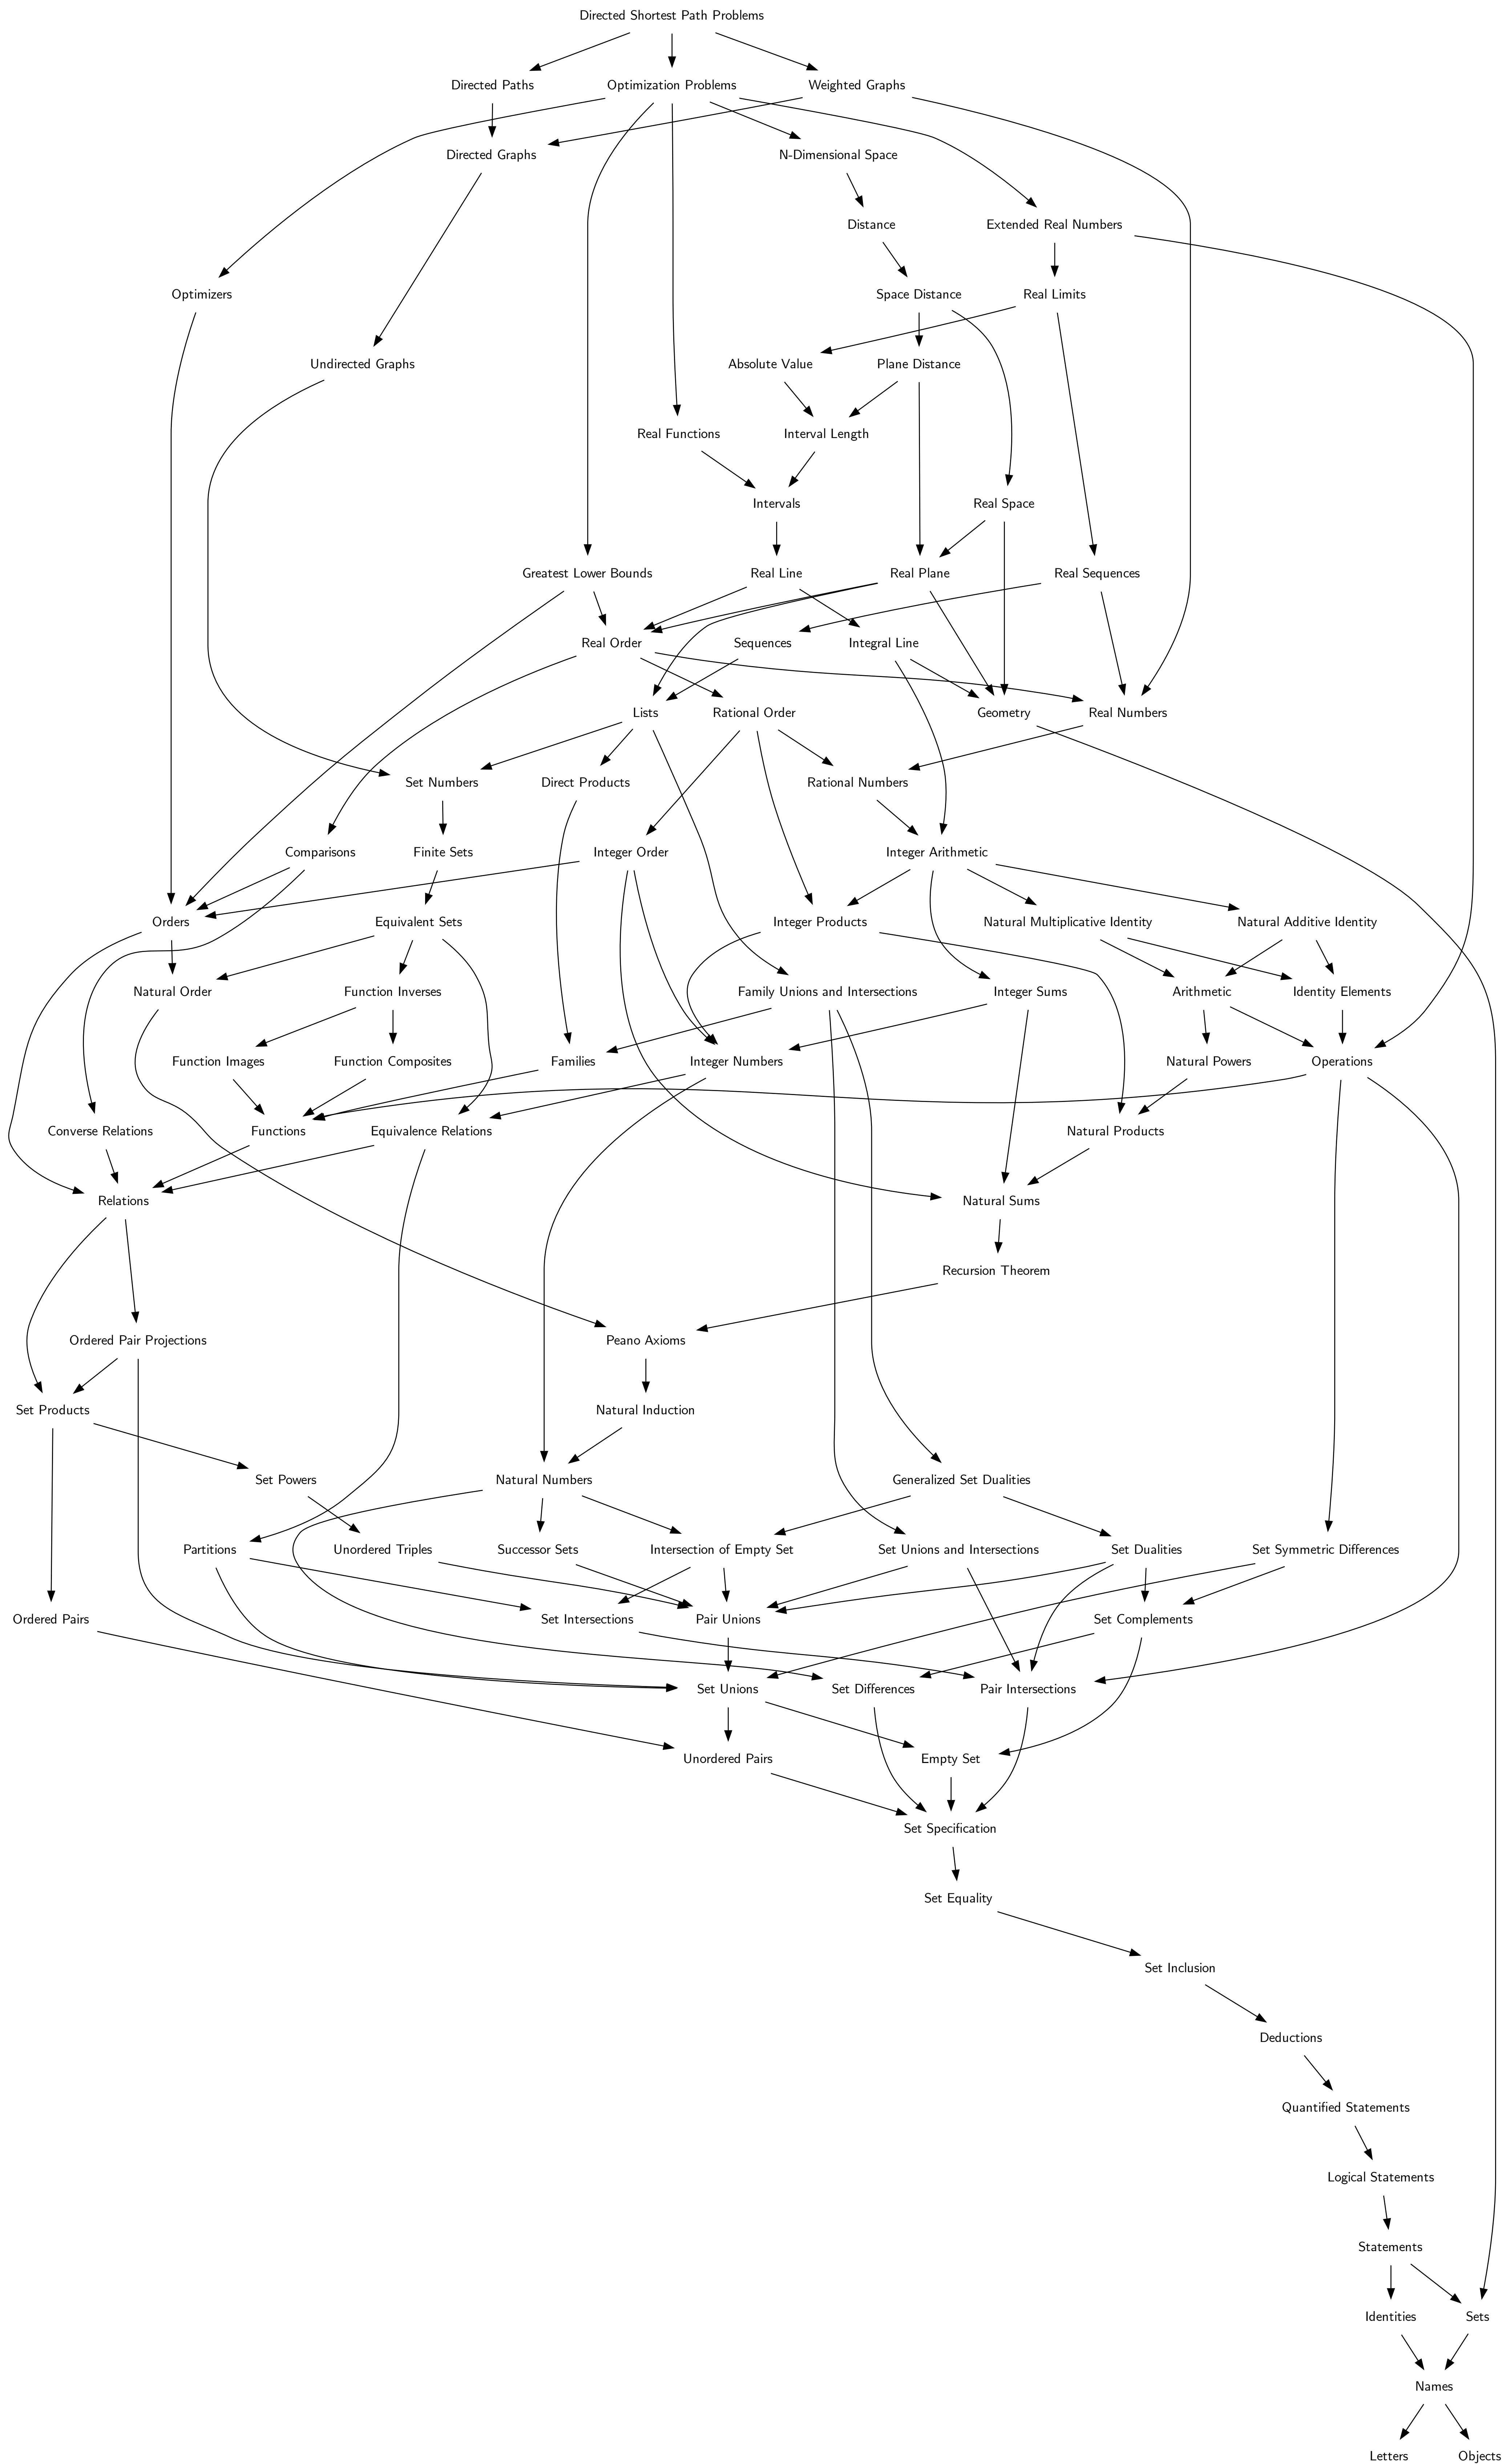 Directed Shortest Path Problems
Directed Paths
Optimization Problems
Weighted Graphs
Directed Graphs
N-Dimensional Space
Distance
Extended Real Numbers
Optimizers
Space Distance
Real Limits
Undirected Graphs
Absolute Value
Plane Distance
Real Functions
Interval Length
Intervals
Real Space
Greatest Lower Bounds
Real Line
Real Plane
Real Sequences
Real Order
Sequences
Integral Line
Lists
Rational Order
Geometry
Real Numbers
Set Numbers
Direct Products
Rational Numbers
Comparisons
Finite Sets
Integer Order
Integer Arithmetic
Orders
Equivalent Sets
Integer Products
Natural Multiplicative Identity
Natural Additive Identity
Natural Order
Function Inverses
Family Unions and Intersections
Integer Sums
Arithmetic
Identity Elements
Function Images
Function Composites
Families
Integer Numbers
Natural Powers
Operations
Converse Relations
Functions
Equivalence Relations
Natural Products
Relations
Natural Sums
Recursion Theorem
Ordered Pair Projections
Peano Axioms
Set Products
Natural Induction
Set Powers
Natural Numbers
Generalized Set Dualities
Partitions
Unordered Triples
Successor Sets
Intersection of Empty Set
Set Unions and Intersections
Set Dualities
Set Symmetric Differences
Ordered Pairs
Set Intersections
Pair Unions
Set Complements
Set Unions
Set Differences
Pair Intersections
Unordered Pairs
Empty Set
Set Specification
Set Equality
Set Inclusion
Deductions
Quantified Statements
Logical Statements
Statements
Identities
Sets
Names
Letters
Objects